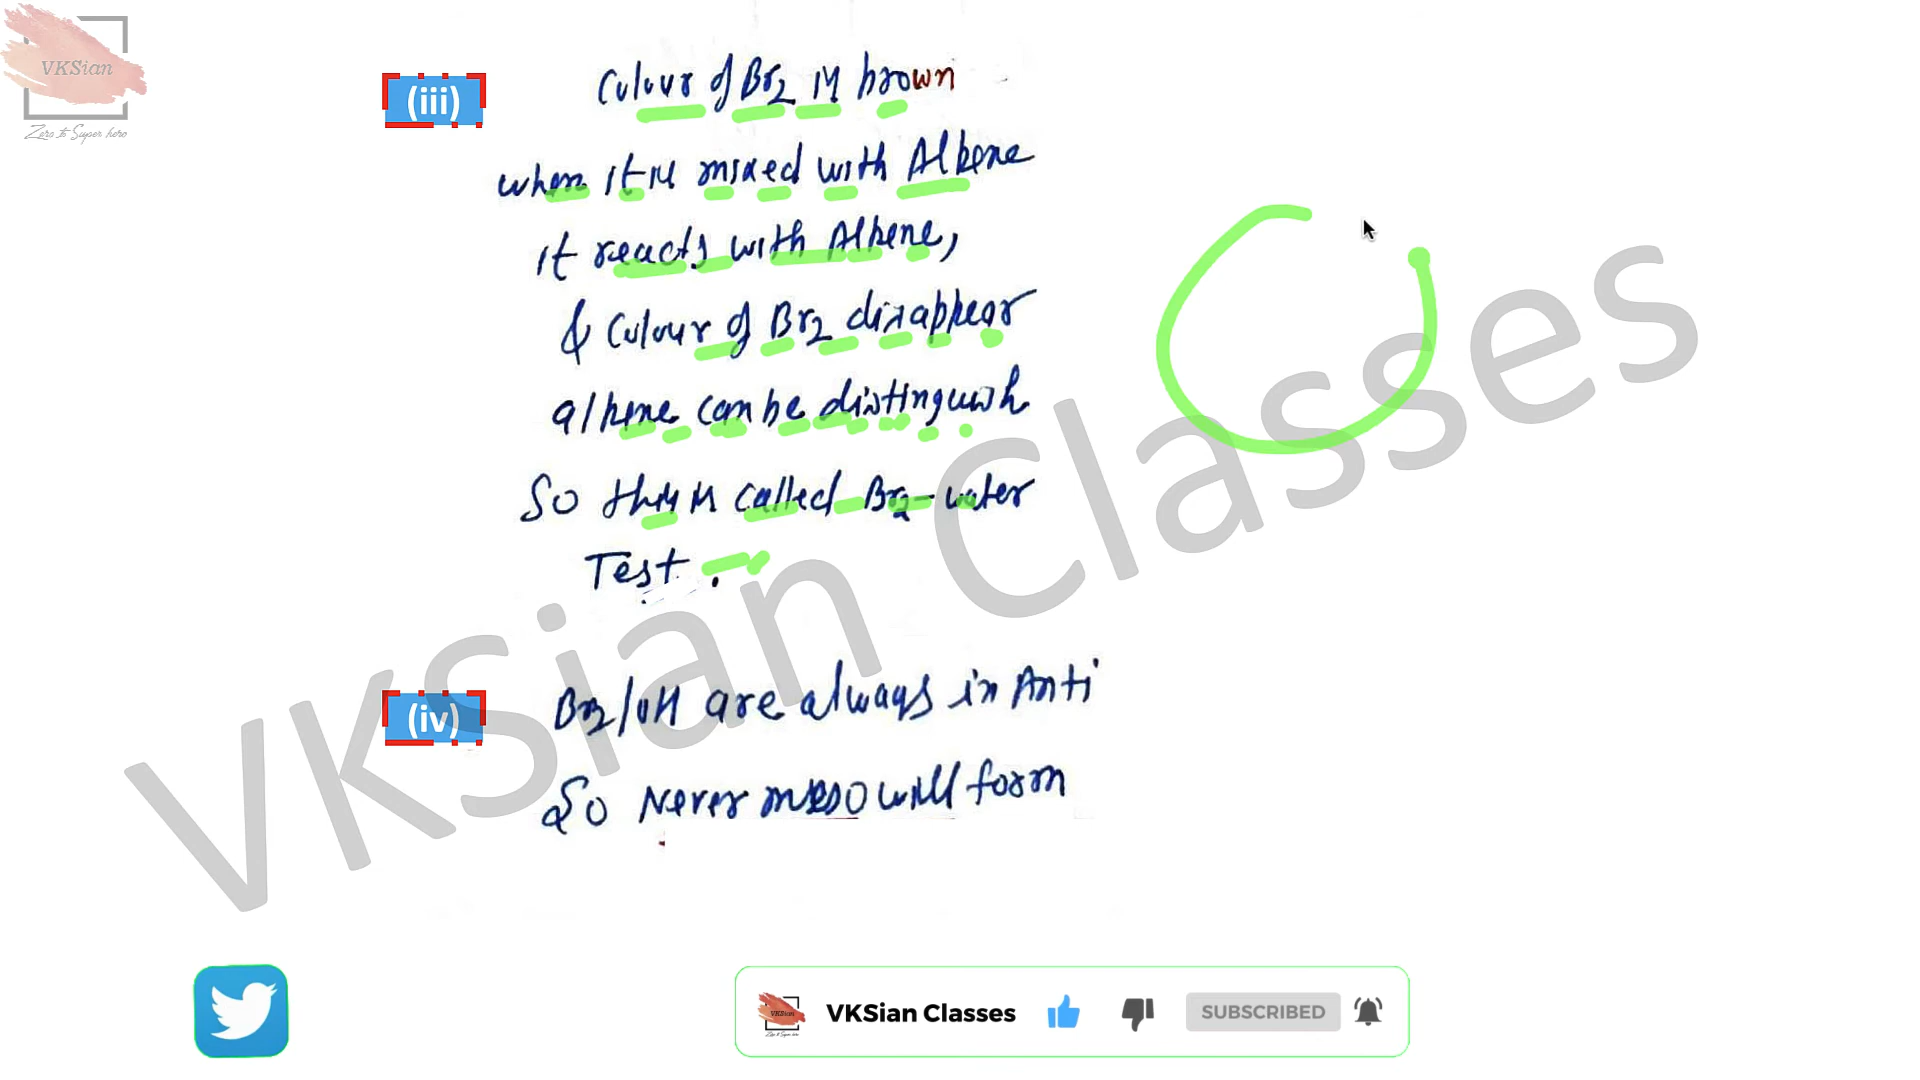 VKSian
Zero to Super hero
(iii)
Colour of Br2 is brown
when it is mixed with Alkene
it reacts with Alkene,
& Colour of Br2 disappear
alkene can be distinguish
So this is called Br2-water
Test.
(iv)
Br2/OH are always in Anti
So Never meso will form
VKSian Classes
VKSian Classes
SUBSCRIBED